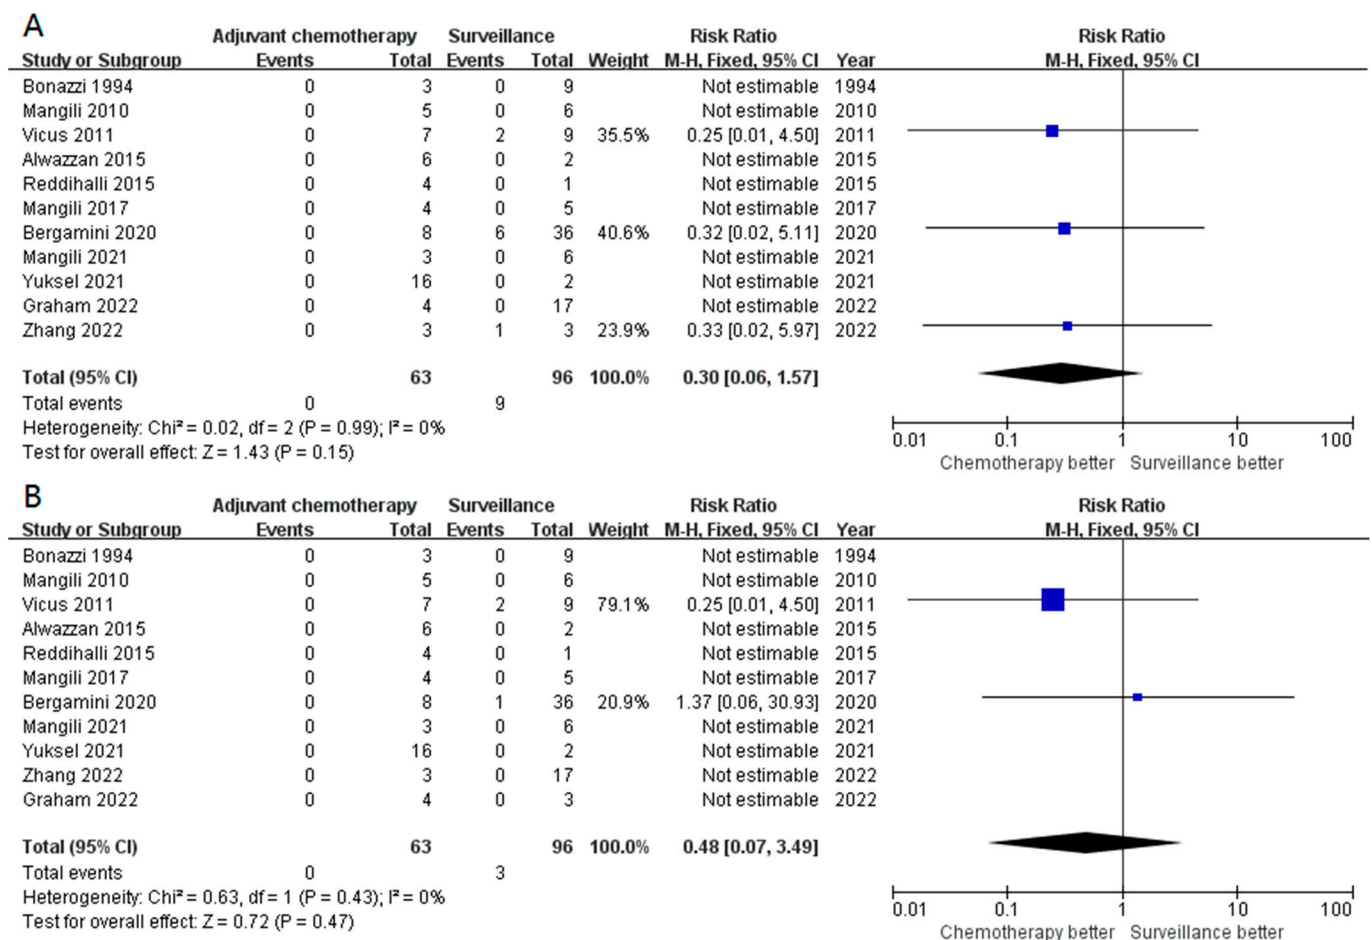 A
Adjuvant chemotherapy Surveillance Risk Ratio Risk Ratio
Study or Subgroup Events Total Events Total Weight M-H, Fixed, 95% CI Year M-H, Fixed, 95% CI
Bonazzi 1994 0 3 0 9 Not estimable 1994
Mangili 2010 0 5 0 6 Not estimable 2010
Vicus 2011 0 7 2 9 35.5% 0.25 [0.01, 4.50] 2011
Alwazzan 2015 0 6 0 2 Not estimable 2015
Reddihalli 2015 0 4 0 1 Not estimable 2015
Mangili 2017 0 4 0 5 Not estimable 2017
Bergamini 2020 0 8 6 36 40.6% 0.32 [0.02, 5.11] 2020
Mangili 2021 0 3 0 6 Not estimable 2021
Yuksel 2021 0 16 0 2 Not estimable 2021
Graham 2022 0 4 0 17 Not estimable 2022
Zhang 2022 0 3 1 3 23.9% 0.33 [0.02, 5.97] 2022
Total (95% CI) 63 96 100.0% 0.30 [0.06, 1.57]
Total events 0 9
Heterogeneity: Chi² = 0.02, df = 2 (P = 0.99); I² = 0%
Test for overall effect: Z = 1.43 (P = 0.15)
0.01 0.1 1 10 100
Chemotherapy better Surveillance better
B
Adjuvant chemotherapy Surveillance Risk Ratio Risk Ratio
Study or Subgroup Events Total Events Total Weight M-H, Fixed, 95% CI Year M-H, Fixed, 95% CI
Bonazzi 1994 0 3 0 9 Not estimable 1994
Mangili 2010 0 5 0 6 Not estimable 2010
Vicus 2011 0 7 2 9 79.1% 0.25 [0.01, 4.50] 2011
Alwazzan 2015 0 6 0 2 Not estimable 2015
Reddihalli 2015 0 4 0 1 Not estimable 2015
Mangili 2017 0 4 0 5 Not estimable 2017
Bergamini 2020 0 8 1 36 20.9% 1.37 [0.06, 30.93] 2020
Mangili 2021 0 3 0 6 Not estimable 2021
Yuksel 2021 0 16 0 2 Not estimable 2021
Zhang 2022 0 3 0 17 Not estimable 2022
Graham 2022 0 4 0 3 Not estimable 2022
Total (95% CI) 63 96 100.0% 0.48 [0.07, 3.49]
Total events 0 3
Heterogeneity: Chi² = 0.63, df = 1 (P = 0.43); I² = 0%
Test for overall effect: Z = 0.72 (P = 0.47)
0.01 0.1 1 10 100
Chemotherapy better Surveillance better